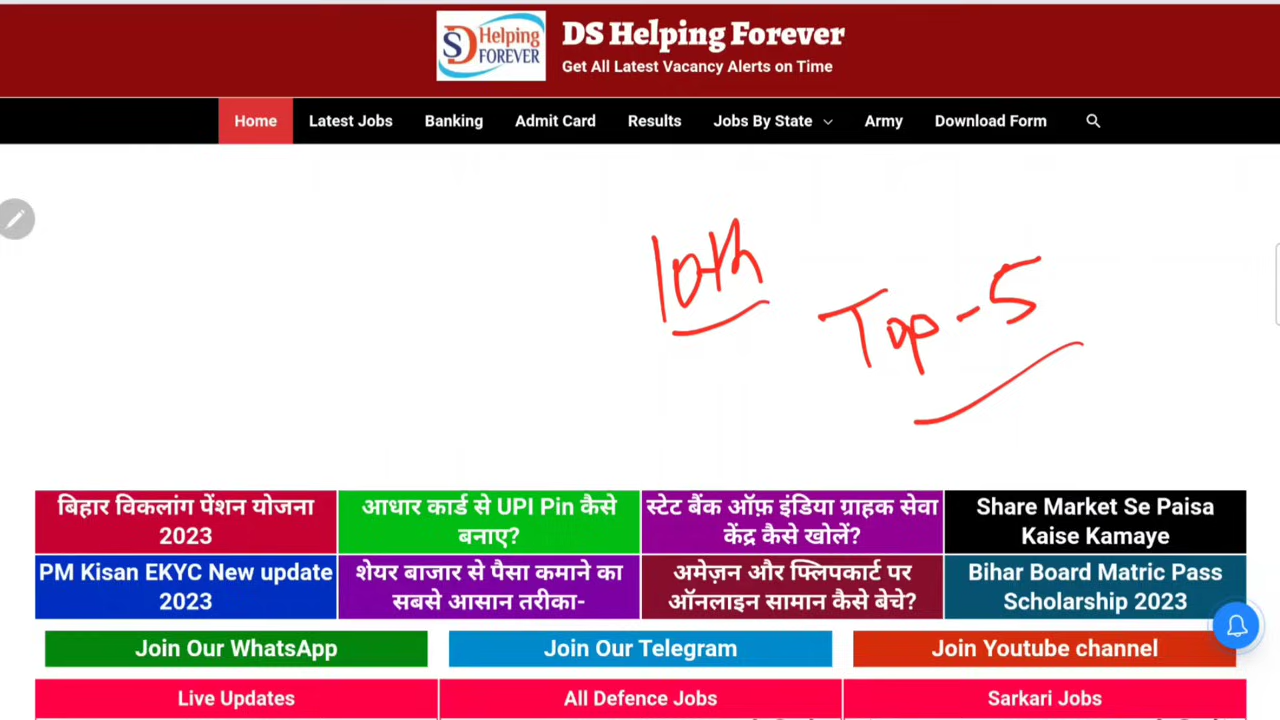 SD Helping
FOREVER
DS Helping Forever
Get All Latest Vacancy Alerts on Time
Home Latest Jobs Banking Admit Card Results Jobs By State Army Download Form
10th
Top-5
बिहार विकलांग पेंशन योजना
2023
आधार कार्ड से UPI Pin कैसे
बनाए?
स्टेट बैंक ऑफ़ इंडिया ग्राहक सेवा
केंद्र कैसे खोलें?
Share Market Se Paisa
Kaise Kamaye
PM Kisan EKYC New update
2023
शेयर बाजार से पैसा कमाने का
सबसे आसान तरीका-
अमेज़न और फ्लिपकार्ट पर
ऑनलाइन सामान कैसे बेचे?
Bihar Board Matric Pass
Scholarship 2023
Join Our WhatsApp
Join Our Telegram
Join Youtube channel
Live Updates
All Defence Jobs
Sarkari Jobs